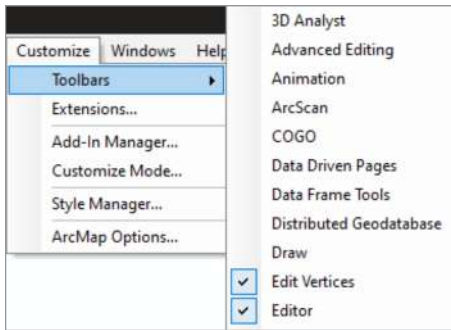 Customize Windows Help
Toolbars
Extensions...
Add-In Manager...
Customize Mode...
Style Manager...
ArcMap Options...
3D Analyst
Advanced Editing
Animation
ArcScan
COGO
Data Driven Pages
Data Frame Tools
Distributed Geodatabase
Draw
Edit Vertices
Editor